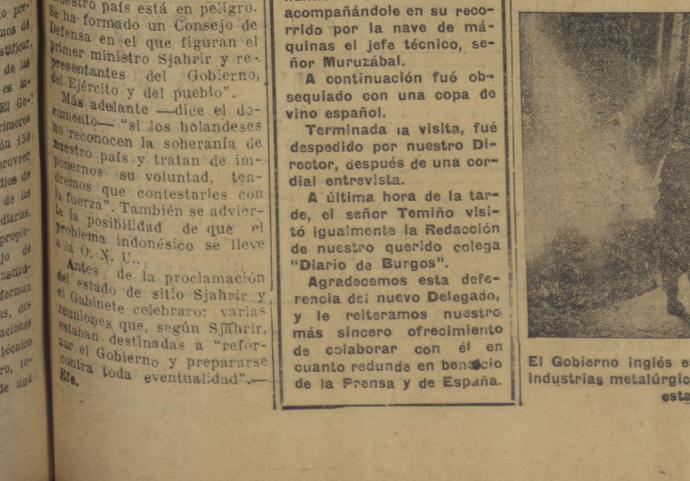 nuestro país está en peligro.
Se ha formado un Consejo de
Defensa en el que figuran el
primer ministro Sjahrir y re-
presentantes del Gobierno,
del Ejército y del pueblo".
Más adelante —dice el do-
cumento— "si los holandeses
no reconocen la soberanía de
nuestro país y tratan de im-
ponernos su voluntad, ten-
dremos que contestarles con
la fuerza". También se advier-
te la posibilidad de que el
problema indonésico se lleve
a la O. N. U..
Antes de la proclamación
del estado de sitio Sjahrir y
el Gabinete celebraron varias
reuniones que, según Sjahrir,
estaban destinadas a "refor-
zar el Gobierno y prepararse
contra toda eventualidad".—
Efe.
acompañándole en su reco-
rrido por la nave de má-
quinas el jefe técnico, se-
ñor Muruzábal.
A continuación fué ob-
sequiado con una copa de
vino español.
Terminada la visita, fué
despedido por nuestro Di-
rector, después de una cor-
dial entrevista.
A última hora de la tar-
de, el señor Temiño visi-
tó igualmente la Redacción
de nuestro querido colega
"Diario de Burgos".
Agradecemos esta defe-
rencia del nuevo Delegado,
y le reiteramos nuestro
más sincero ofrecimiento
de colaborar con él en
cuanto redunde en beneficio
de la Prensa y de España.
El Gobierno inglés
industrias metalúrgic
esta